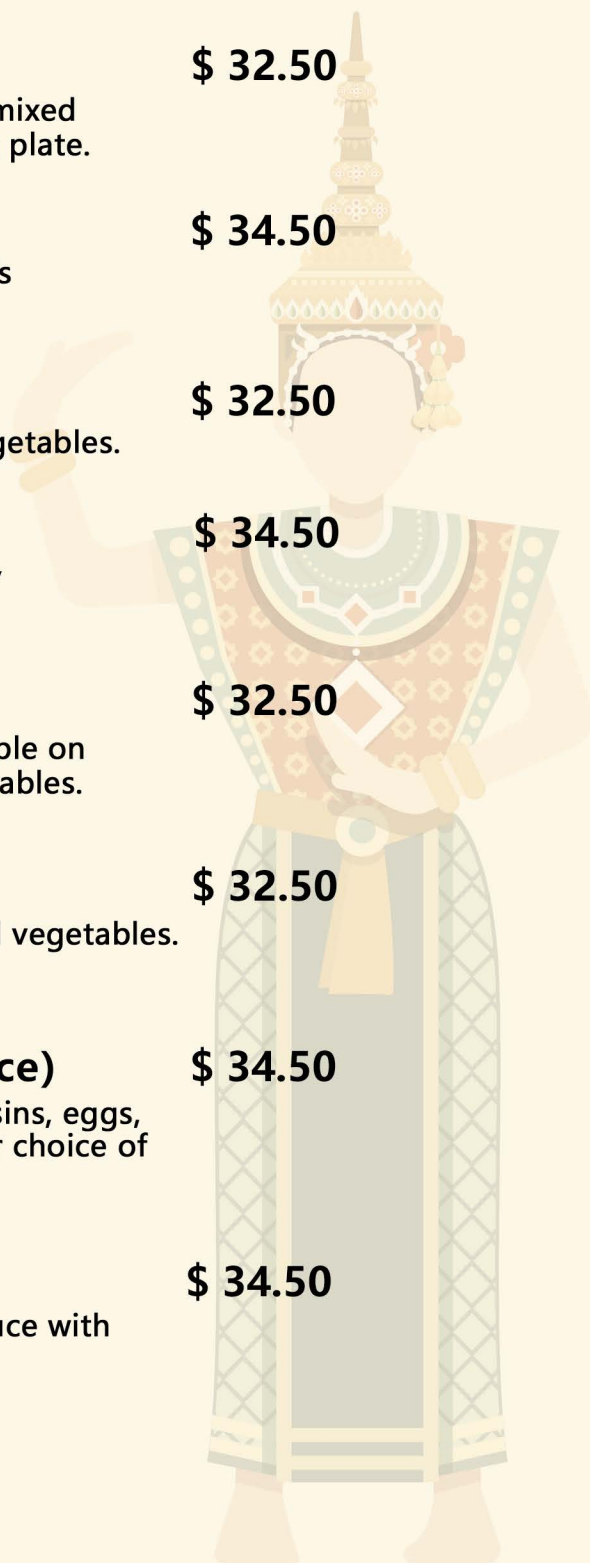 $ 32.50
mixed
plate.
$ 34.50
s
$ 32.50
getables.
$ 34.50
$ 32.50
ble on
ables.
$ 32.50
vegetables.
ce) $ 34.50
sins, eggs,
choice of
$ 34.50
uce with